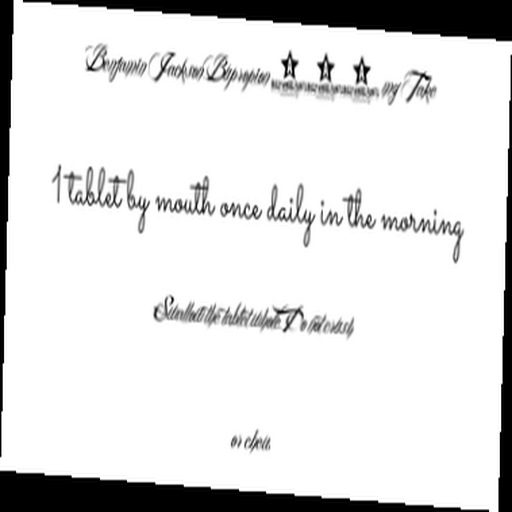 Benjamin Jackson Bupropion mg Take
1 tablet by mouth once daily in the morning
Swallow the tablet whole. Do not crush
or chew.